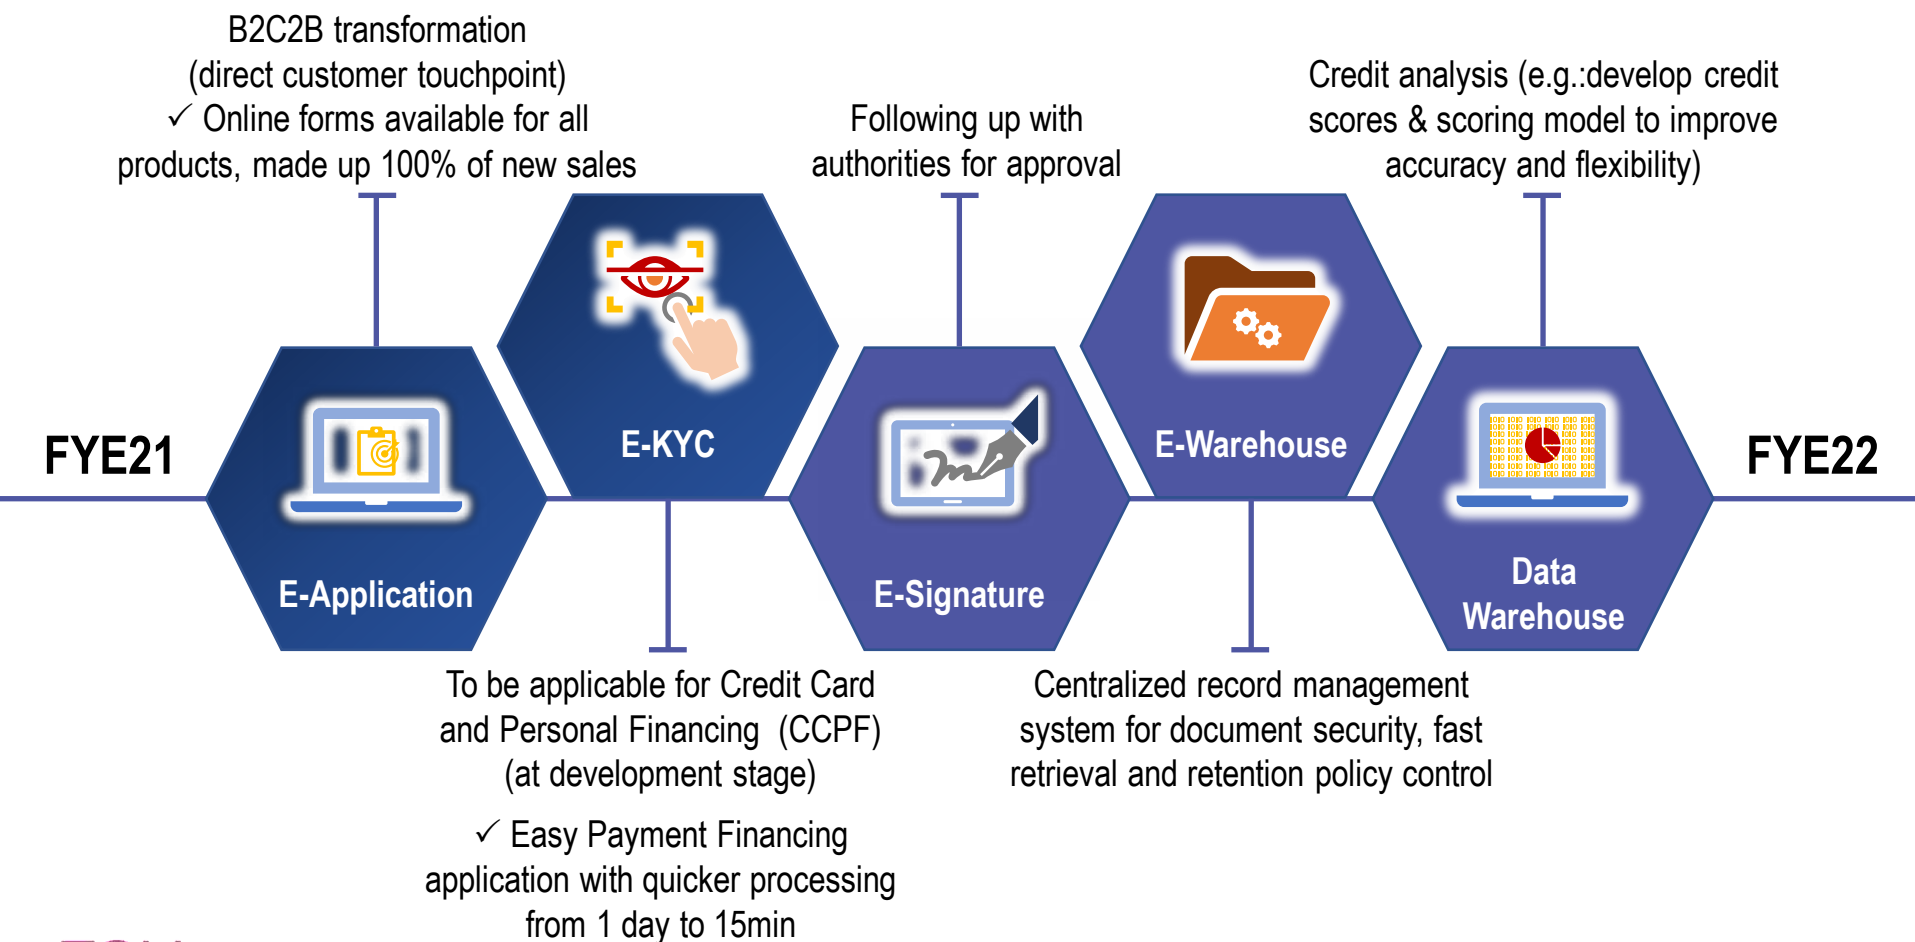 B2C2B transformation
(direct customer touchpoint)
✓ Online forms available for all
products, made up 100% of new sales
Following up with
authorities for approval
Credit analysis (e.g.:develop credit
scores & scoring model to improve
accuracy and flexibility)
FYE21
E-Application
E-KYC
E-Signature
E-Warehouse
Data
Warehouse
FYE22
To be applicable for Credit Card
and Personal Financing (CCPF)
(at development stage)
✓ Easy Payment Financing
application with quicker processing
from 1 day to 15min
Centralized record management
system for document security, fast
retrieval and retention policy control